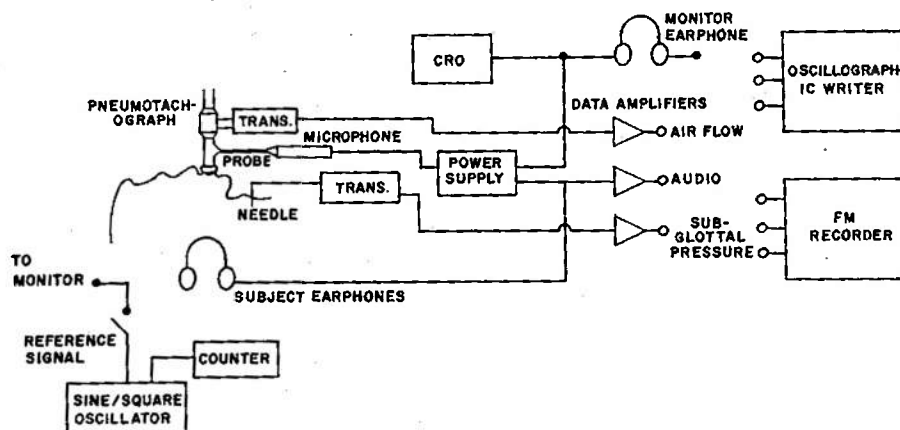 MONITOR
EARPHONE
CRO
OSCILLOGRAPH-
IC WRITER
PNEUMOTACH-
OGRAPH
TRANS.
DATA AMPLIFIERS
MICROPHONE
AIR FLOW
PROBE
POWER
SUPPLY
TRANS.
AUDIO
NEEDLE
SUB-
GLOTTAL
PRESSURE
FM
RECORDER
TO
MONITOR
SUBJECT EARPHONES
REFERENCE
SIGNAL
COUNTER
SINE/SQUARE
OSCILLATOR